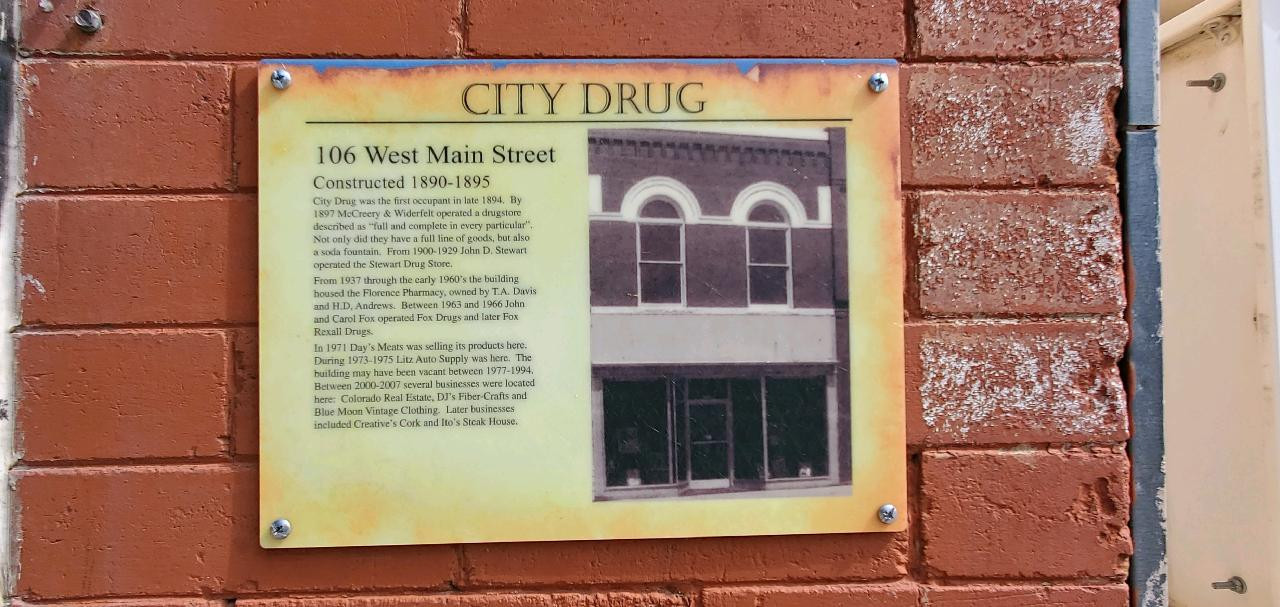 CITY DRUG
106 West Main Street
Constructed 1890-1895
City Drug was the first occupant in late 1894. By
1897 McCreery & Widerfelt operated a drugstore
described as "full and complete in every particular".
Not only did they have a full line of goods, but also
a soda fountain. From 1900-1929 John D. Stewart
operated the Stewart Drug Store.
From 1937 through the early 1960's the building
housed the Florence Pharmacy, owned by T.A. Davis
and H.D. Andrews. Between 1963 and 1966 John
and Carol Fox operated Fox Drugs and later Fox
Rexall Drugs.
In 1971 Day's Meats was selling its products here.
During 1973-1975 Litz Auto Supply was here. The
building may have been vacant between 1977-1994.
Between 2000-2007 several businesses were located
here: Colorado Real Estate, DJ's Fiber-Crafts and
Blue Moon Vintage Clothing. Later businesses
included Creative's Cork and Ito's Steak House.